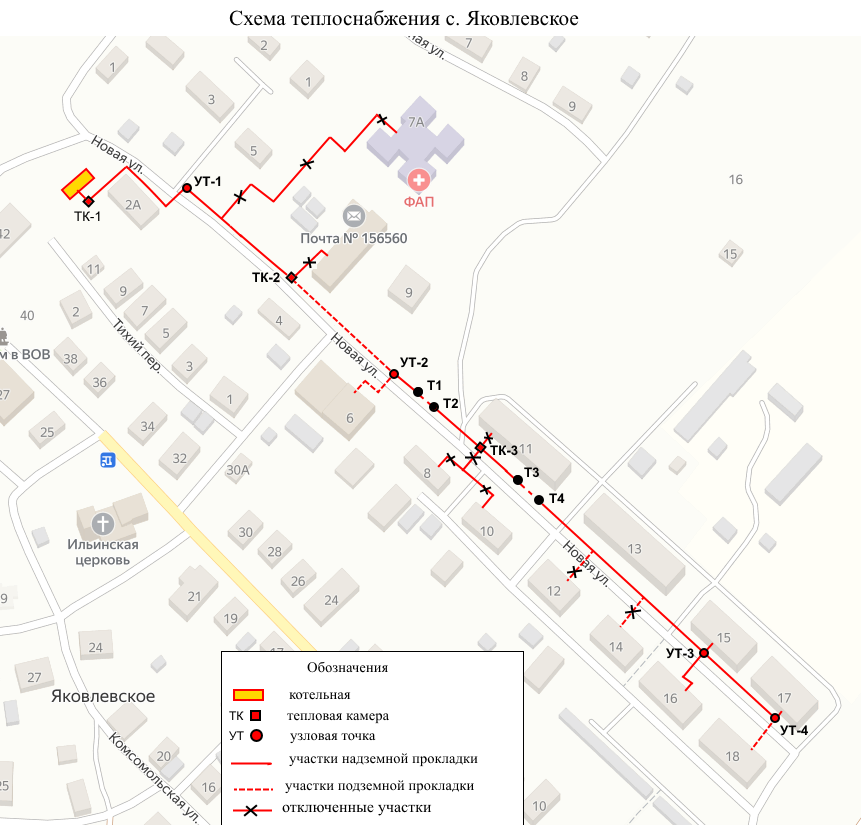 Схема теплоснабжения с. Яковлевское
ая ул.
7
2
1
1
8
3
9
7А
Новая ул.
5
16
УТ-1
ФАП
ТК-1
2А
42
Почта № 156560
15
11
ТК-2
9
9
2
7
40
4
5
м в ВОВ
38
Тихий пер.
Новая ул.
УТ-2
3
36
Т1
27
1
Т2
6
34
25
ТК-3
11
32
30А
8
Т3
Т4
30
10
Ильинская
церковь
28
13
Новая ул.
26
12
21
24
9
19
14
15
24
17
УТ-3
Обозначения
27
16
17
котельная
Яковлевское
ТК
тепловая камера
УТ-4
УТ
узловая точка
18
Комсомольская ул.
20
участки надземной прокладки
25
16
участки подземной прокладки
10
отключенные участки